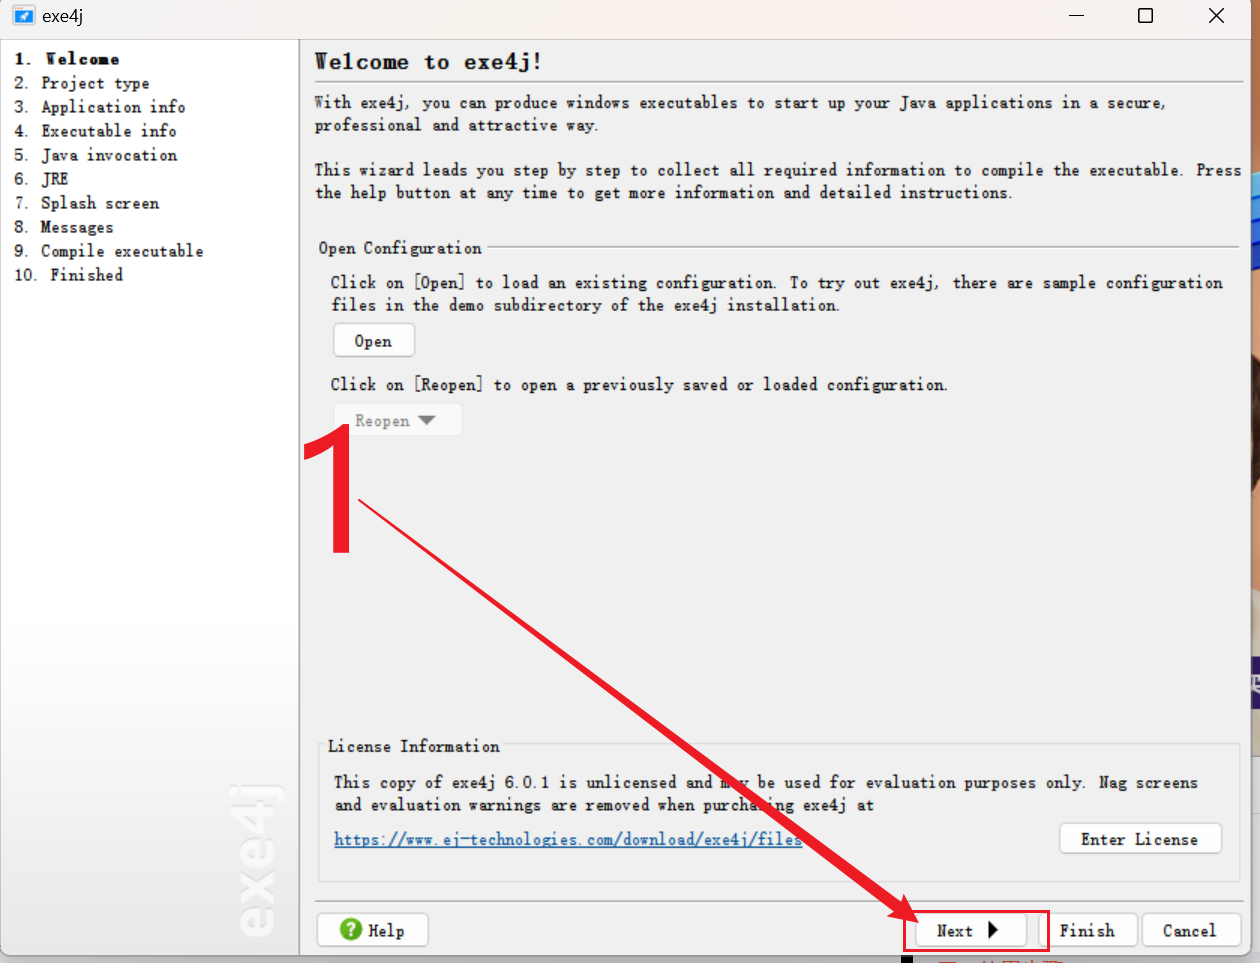 exe4j
1. Welcome
2. Project type
3. Application info
4. Executable info
5. Java invocation
6. JRE
7. Splash screen
8. Messages
9. Compile executable
10. Finished
exe4j
Welcome to exe4j!
With exe4j, you can produce windows executables to start up your Java applications in a secure,
professional and attractive way.
This wizard leads you step by step to collect all required information to compile the executable. Press
the help button at any time to get more information and detailed instructions.
Open Configuration
Click on [Open] to load an existing configuration. To try out exe4j, there are sample configuration
files in the demo subdirectory of the exe4j installation.
Open
Click on [Reopen] to open a previously saved or loaded configuration.
Reopen
1
License Information
This copy of exe4j 6.0.1 is unlicensed and may be used for evaluation purposes only. Nag screens
and evaluation warnings are removed when purchasing exe4j at
https://www.ej-technologies.com/download/exe4j/files
Enter License
? Help
Next
Finish
Cancel